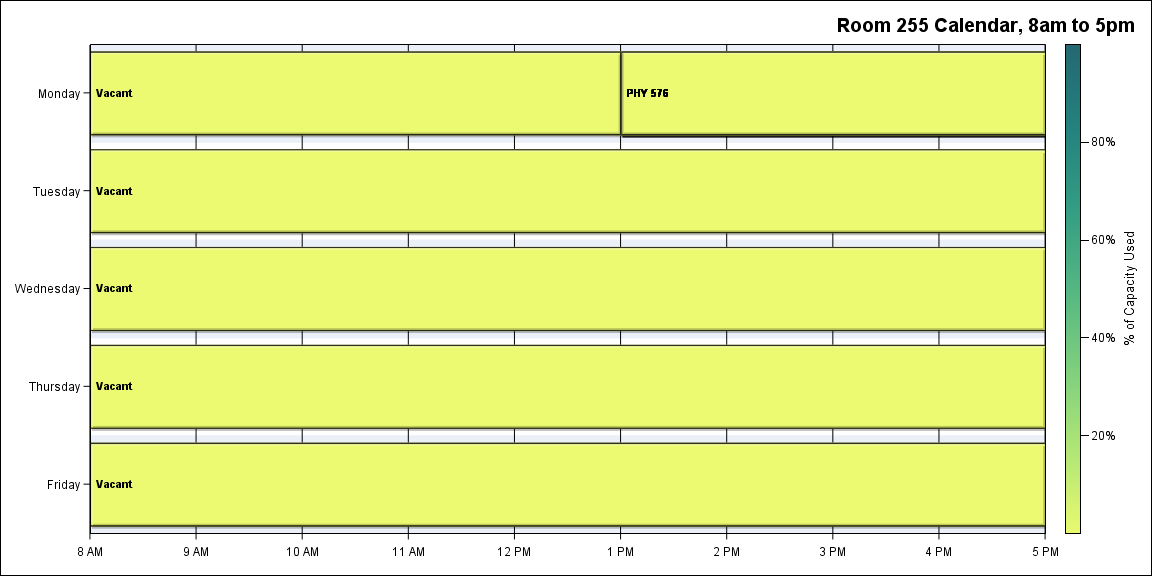 Room 255 Calendar, 8am to 5pm
Monday
Vacant
PHY 576
Tuesday
Vacant
Wednesday
Vacant
Thursday
Vacant
Friday
Vacant
8 AM 9 AM 10 AM 11 AM 12 PM 1 PM 2 PM 3 PM 4 PM 5 PM
80%
60%
40%
20%
% of Capacity Used